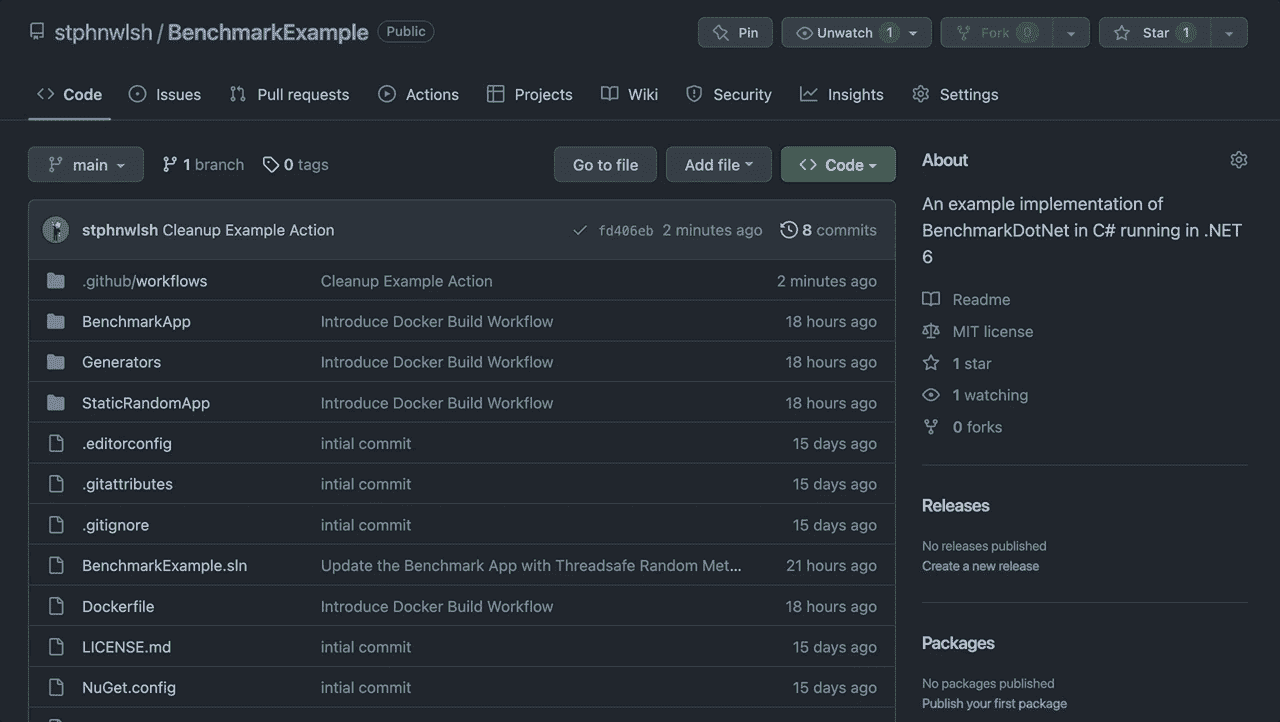 stphnwlsh / BenchmarkExample Public Pin Unwatch 1 Fork 0 Star 1
Code Issues Pull requests Actions Projects Wiki Security Insights Settings
main 1 branch 0 tags Go to file Add file Code
stphnwlsh Cleanup Example Action fd406eb 2 minutes ago 8 commits
.github/workflows Cleanup Example Action 2 minutes ago
BenchmarkApp Introduce Docker Build Workflow 18 hours ago
Generators Introduce Docker Build Workflow 18 hours ago
StaticRandomApp Introduce Docker Build Workflow 18 hours ago
.editorconfig intial commit 15 days ago
.gitattributes intial commit 15 days ago
.gitignore intial commit 15 days ago
BenchmarkExample.sln Update the Benchmark App with Threadsafe Random Met... 21 hours ago
Dockerfile Introduce Docker Build Workflow 18 hours ago
LICENSE.md intial commit 15 days ago
NuGet.config intial commit 15 days ago
About
An example implementation of
BenchmarkDotNet in C# running in .NET
6
Readme
MIT license
1 star
1 watching
0 forks
Releases
No releases published
Create a new release
Packages
No packages published
Publish your first package